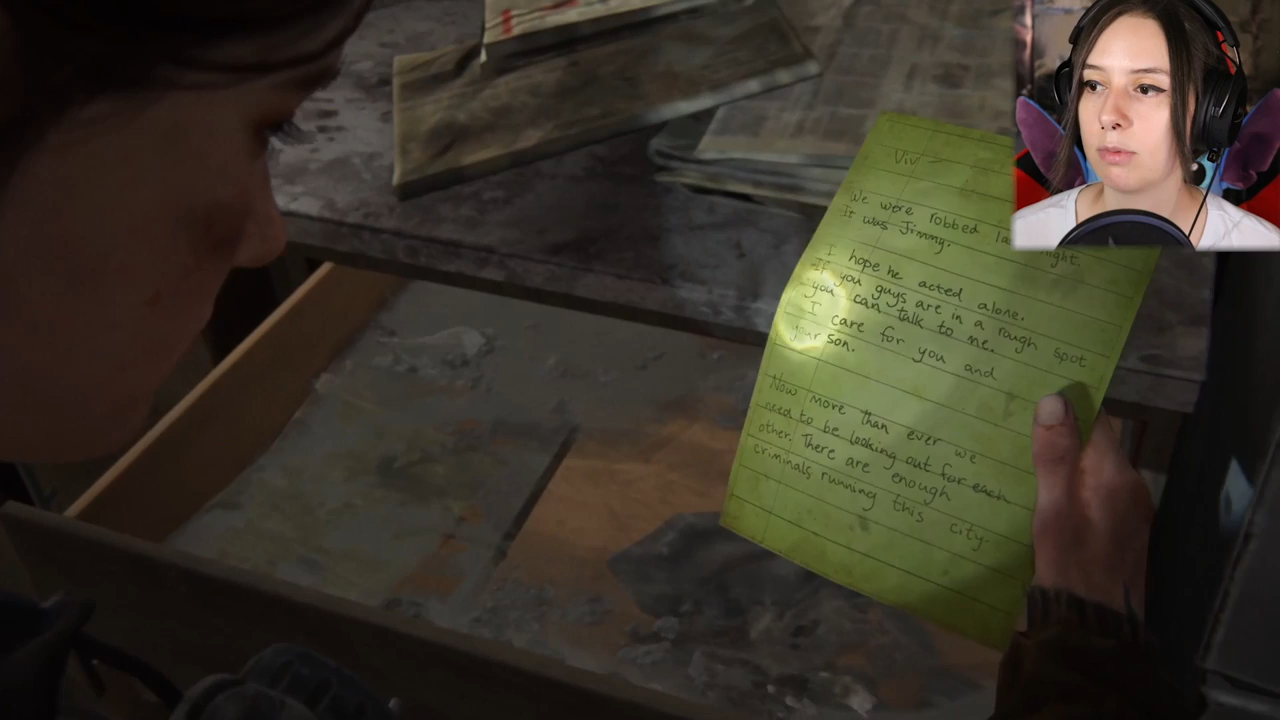 Viv -
We were robbed la night.
It was Jimmy.
I hope he acted alone.
If you guys are in a rough spot
you can talk to me.
I care for you and
your son.
Now more than ever we
need to be looking out for each
other. There are enough
criminals running this city.